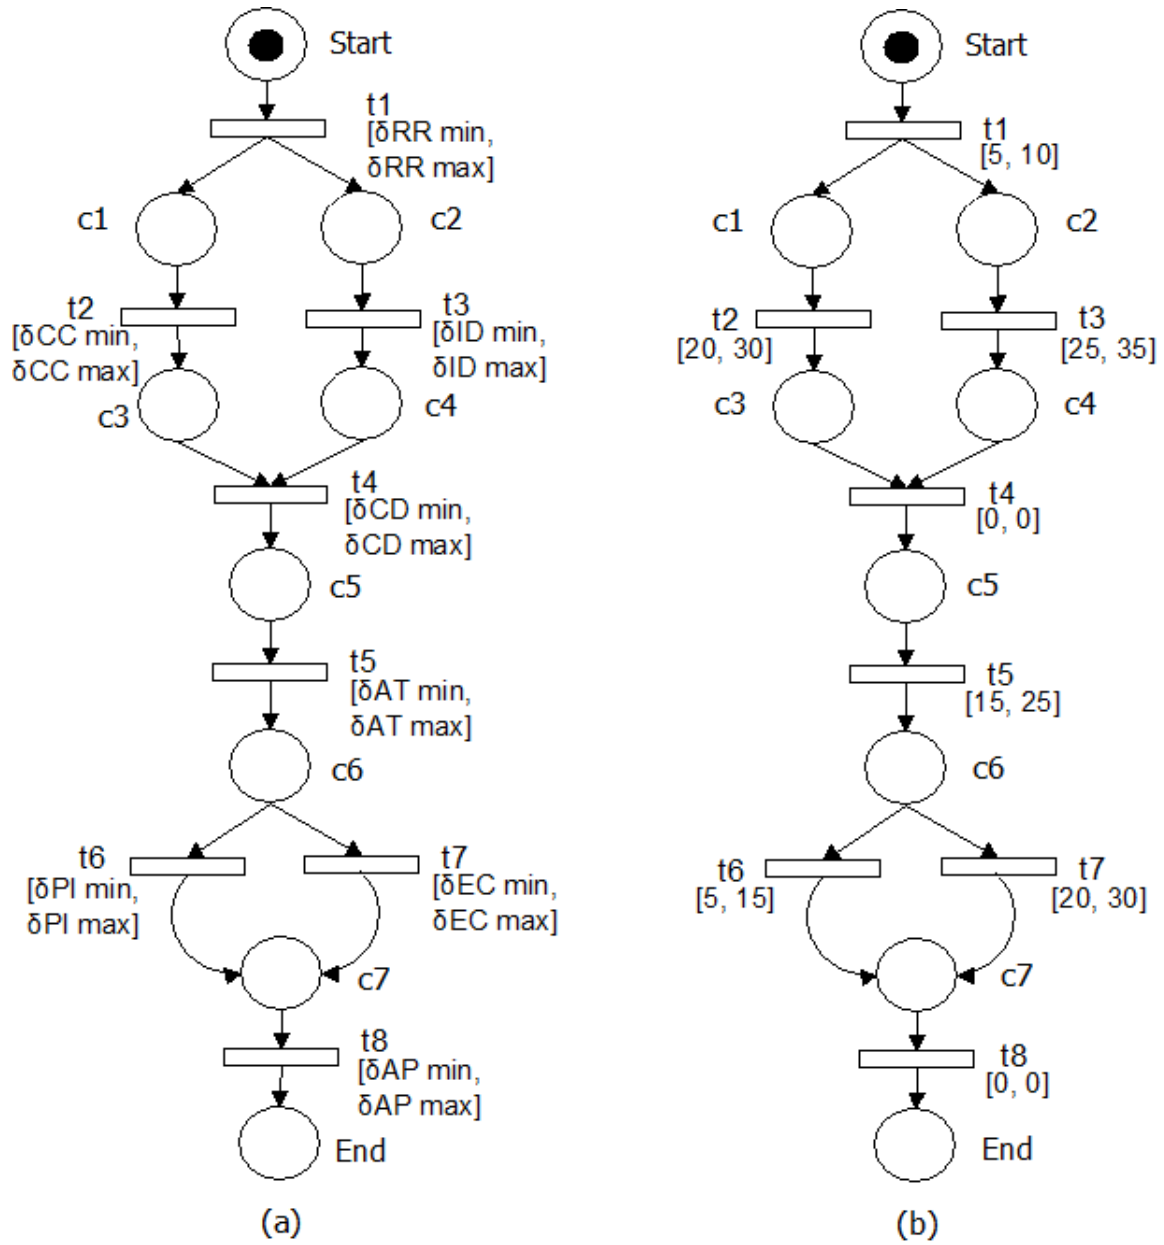 Start
t1
[δRR min,
δRR max]
c1
c2
t2
[δCC min,
δCC max]
t3
[δID min,
δID max]
c3
c4
t4
[δCD min,
δCD max]
c5
t5
[δAT min,
δAT max]
c6
t6
[δPI min,
δPI max]
t7
[δEC min,
δEC max]
c7
t8
[δAP min,
δAP max]
End
(a)
Start
t1
[5, 10]
c1
c2
t2
[20, 30]
t3
[25, 35]
c3
c4
t4
[0, 0]
c5
t5
[15, 25]
c6
t6
[5, 15]
t7
[20, 30]
c7
t8
[0, 0]
End
(b)